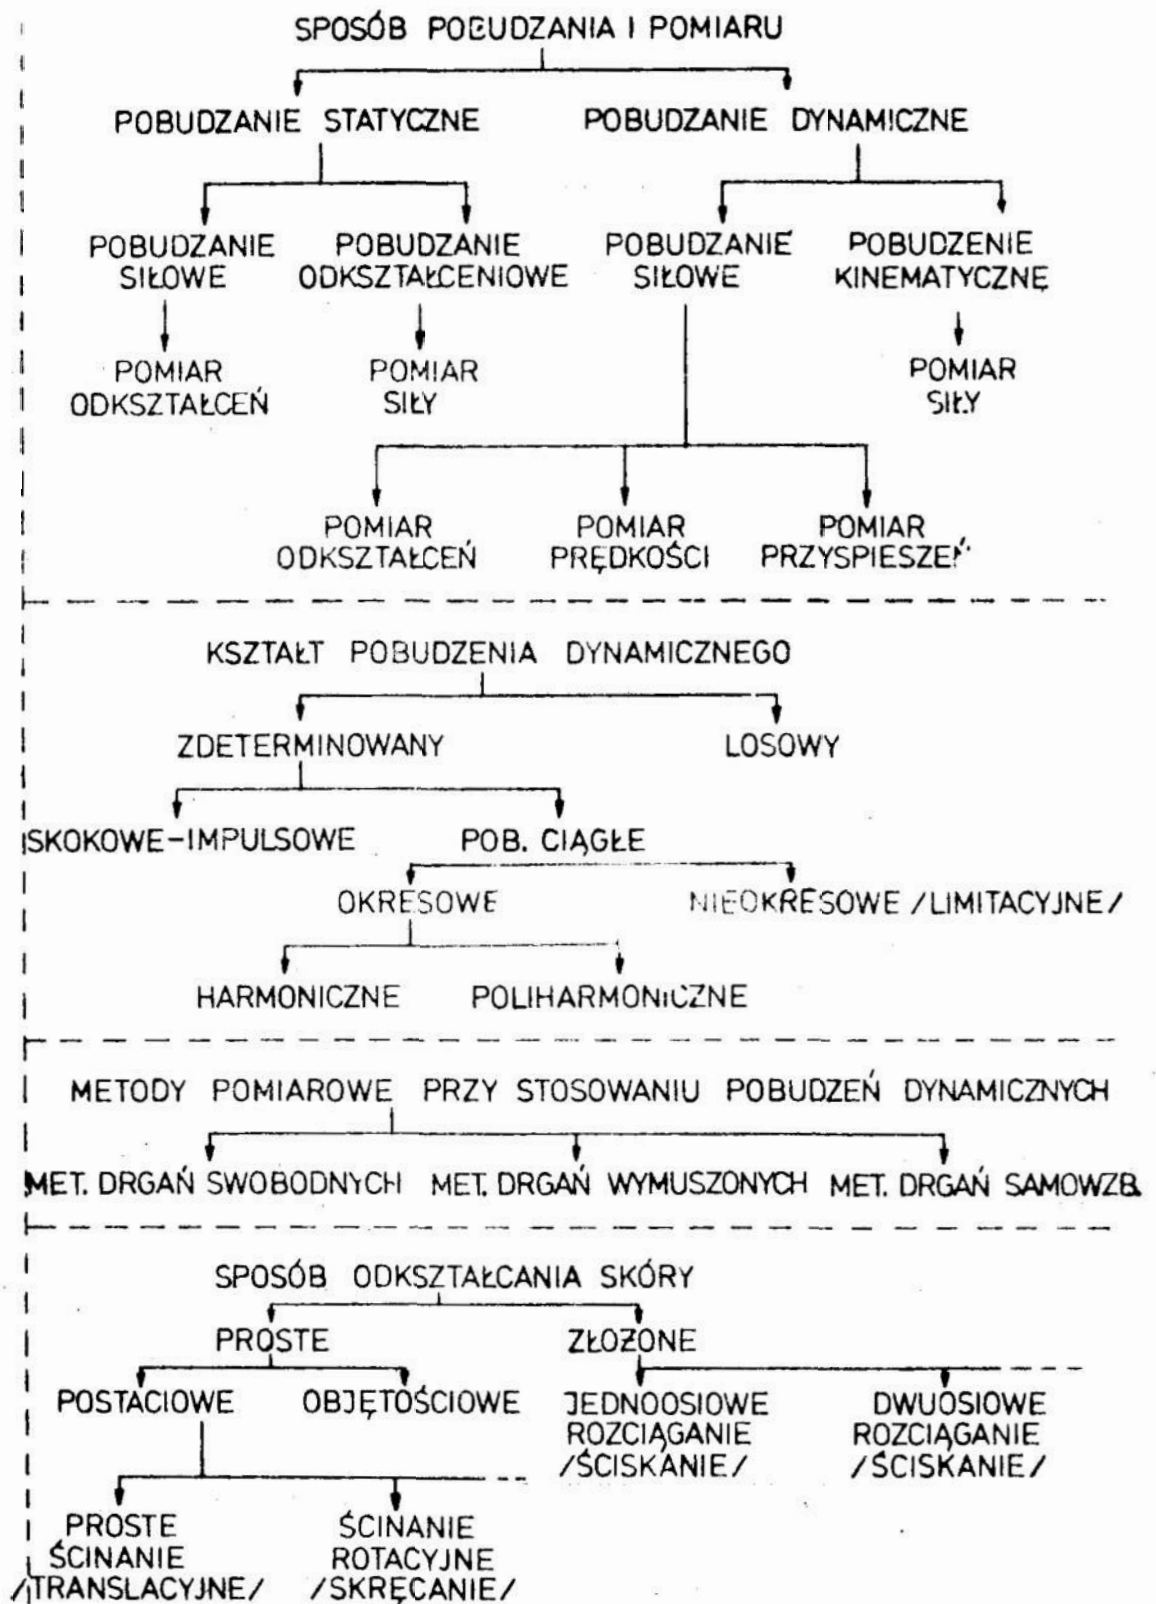 SPOSÓB POBUDZANIA I POMIARU
POBUDZANIE STATYCZNE POBUDZANIE DYNAMICZNE
POBUDZANIE POBUDZANIE POBUDZANIE POBUDZENIE
SIŁOWE ODKSZTAŁCENIOWE SIŁOWE KINEMATYCZNĘ
POMIAR POMIAR POMIAR
ODKSZTAŁCEŃ SIŁY SIŁY
POMIAR POMIAR POMIAR
ODKSZTAŁCEŃ PRĘDKOŚCI PRZYSPIESZEŃ
KSZTAŁT POBUDZENIA DYNAMICZNEGO
ZDETERMINOWANY LOSOWY
SKOKOWE-IMPULSOWE POB. CIĄGŁE
OKRESOWE NIEOKRESOWE /LIMITACYJNE/
HARMONICZNE POLIHARMONICZNE
METODY POMIAROWE PRZY STOSOWANIU POBUDZEŃ DYNAMICZNYCH
MET. DRGAŃ SWOBODNYCH MET. DRGAŃ WYMUSZONYCH MET. DRGAŃ SAMOWZB.
SPOSÓB ODKSZTAŁCANIA SKÓRY
PROSTE ZŁOŻONE
POSTACIOWE OBJĘTOŚCIOWE JEDNOOSIOWE DWUOSIOWE
ROZCIĄGANIE ROZCIĄGANIE
/ŚCISKANIE/ /ŚCISKANIE/
PROSTE ŚCINANIE
ŚCINANIE ROTACYJNE
/TRANSLACYJNE/ /SKRĘCANIE/